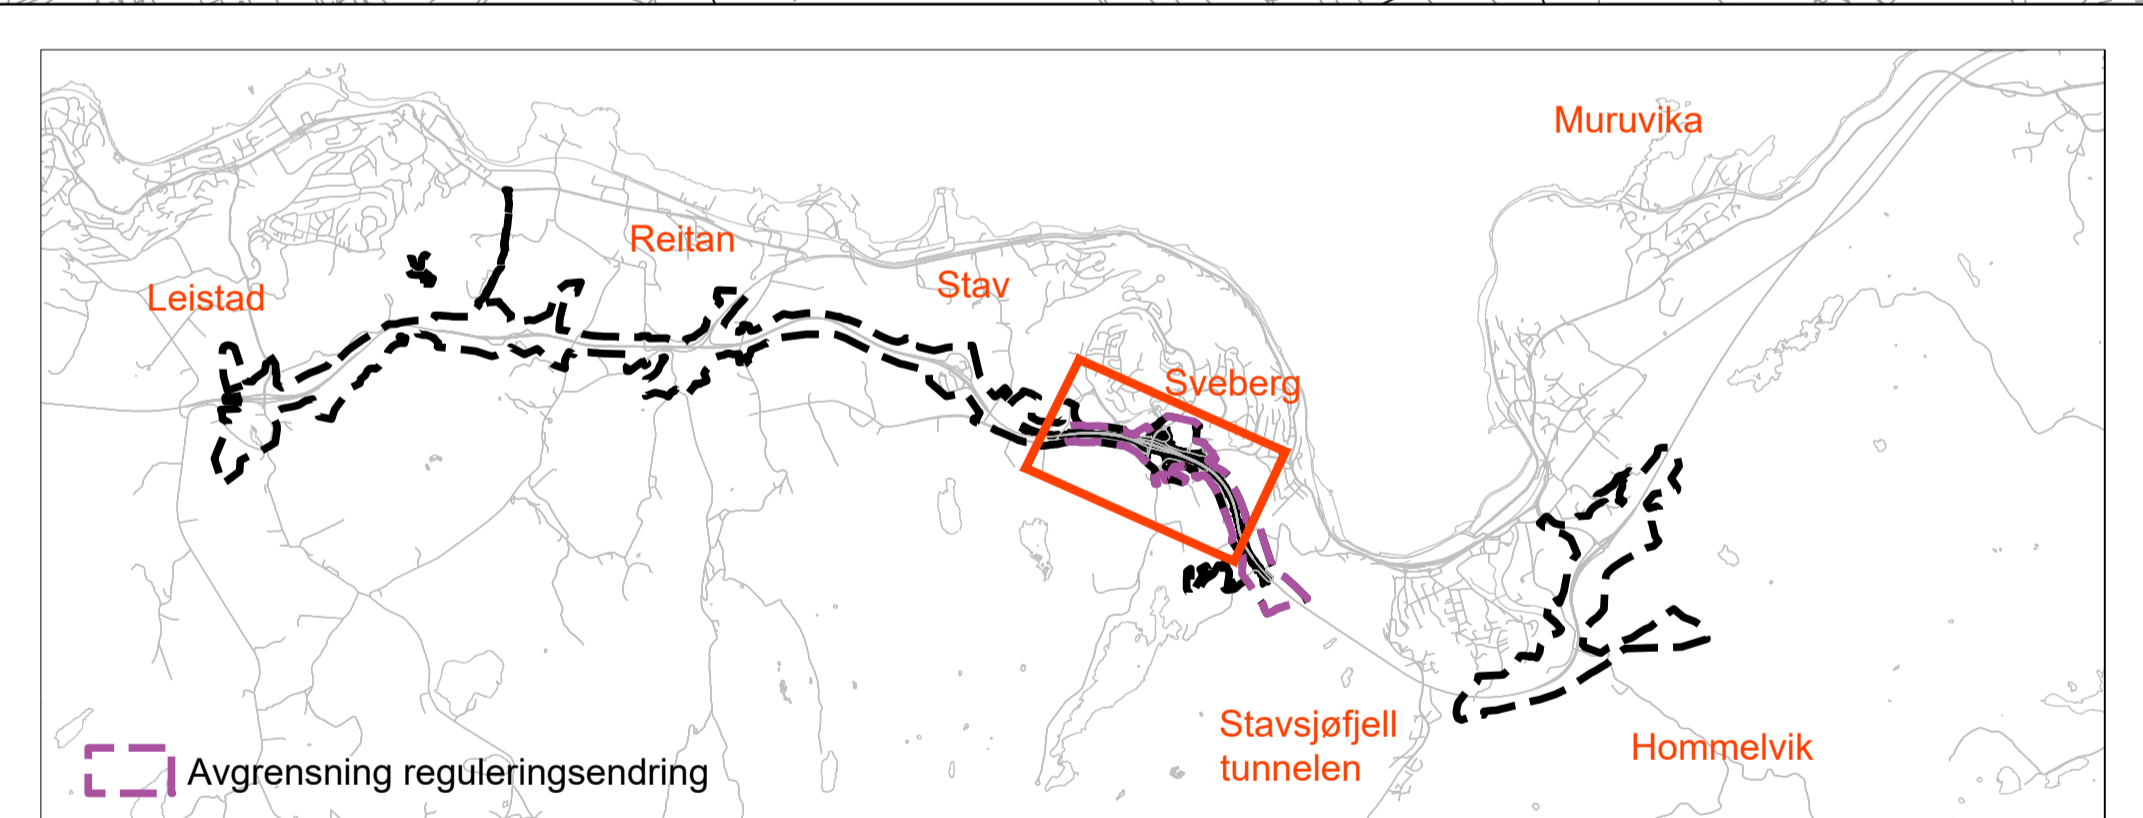 Muruvika
Reitan
Stav
Leistad
Sveberg
Stavsjøfjell
tunnelen
Hommelvik
Avgrensning reguleringsendring